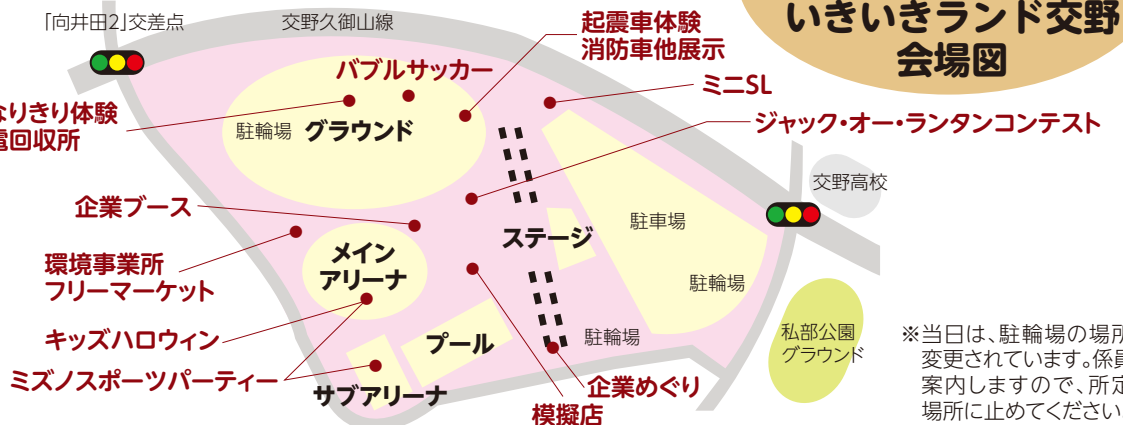 「向井田2」交差点
交野久御山線
起震車体験
消防車他展示
いきいきランド交野
会場図
バブルサッカー
ミニSL
なりきり体験
電回収所
駐輪場
グラウンド
ジャック・オー・ランタンコンテスト
交野高校
企業ブース
駐車場
ステージ
メイン
アリーナ
環境事業所
フリーマーケット
駐輪場
キッズハロウィン
プール
駐輪場
私部公園
グラウンド
ミズノスポーツパーティー
サブアリーナ
企業めぐり
模擬店
※当日は、駐輪場の場所
変更されています。係員
案内しますので、所定
場所に止めてください。